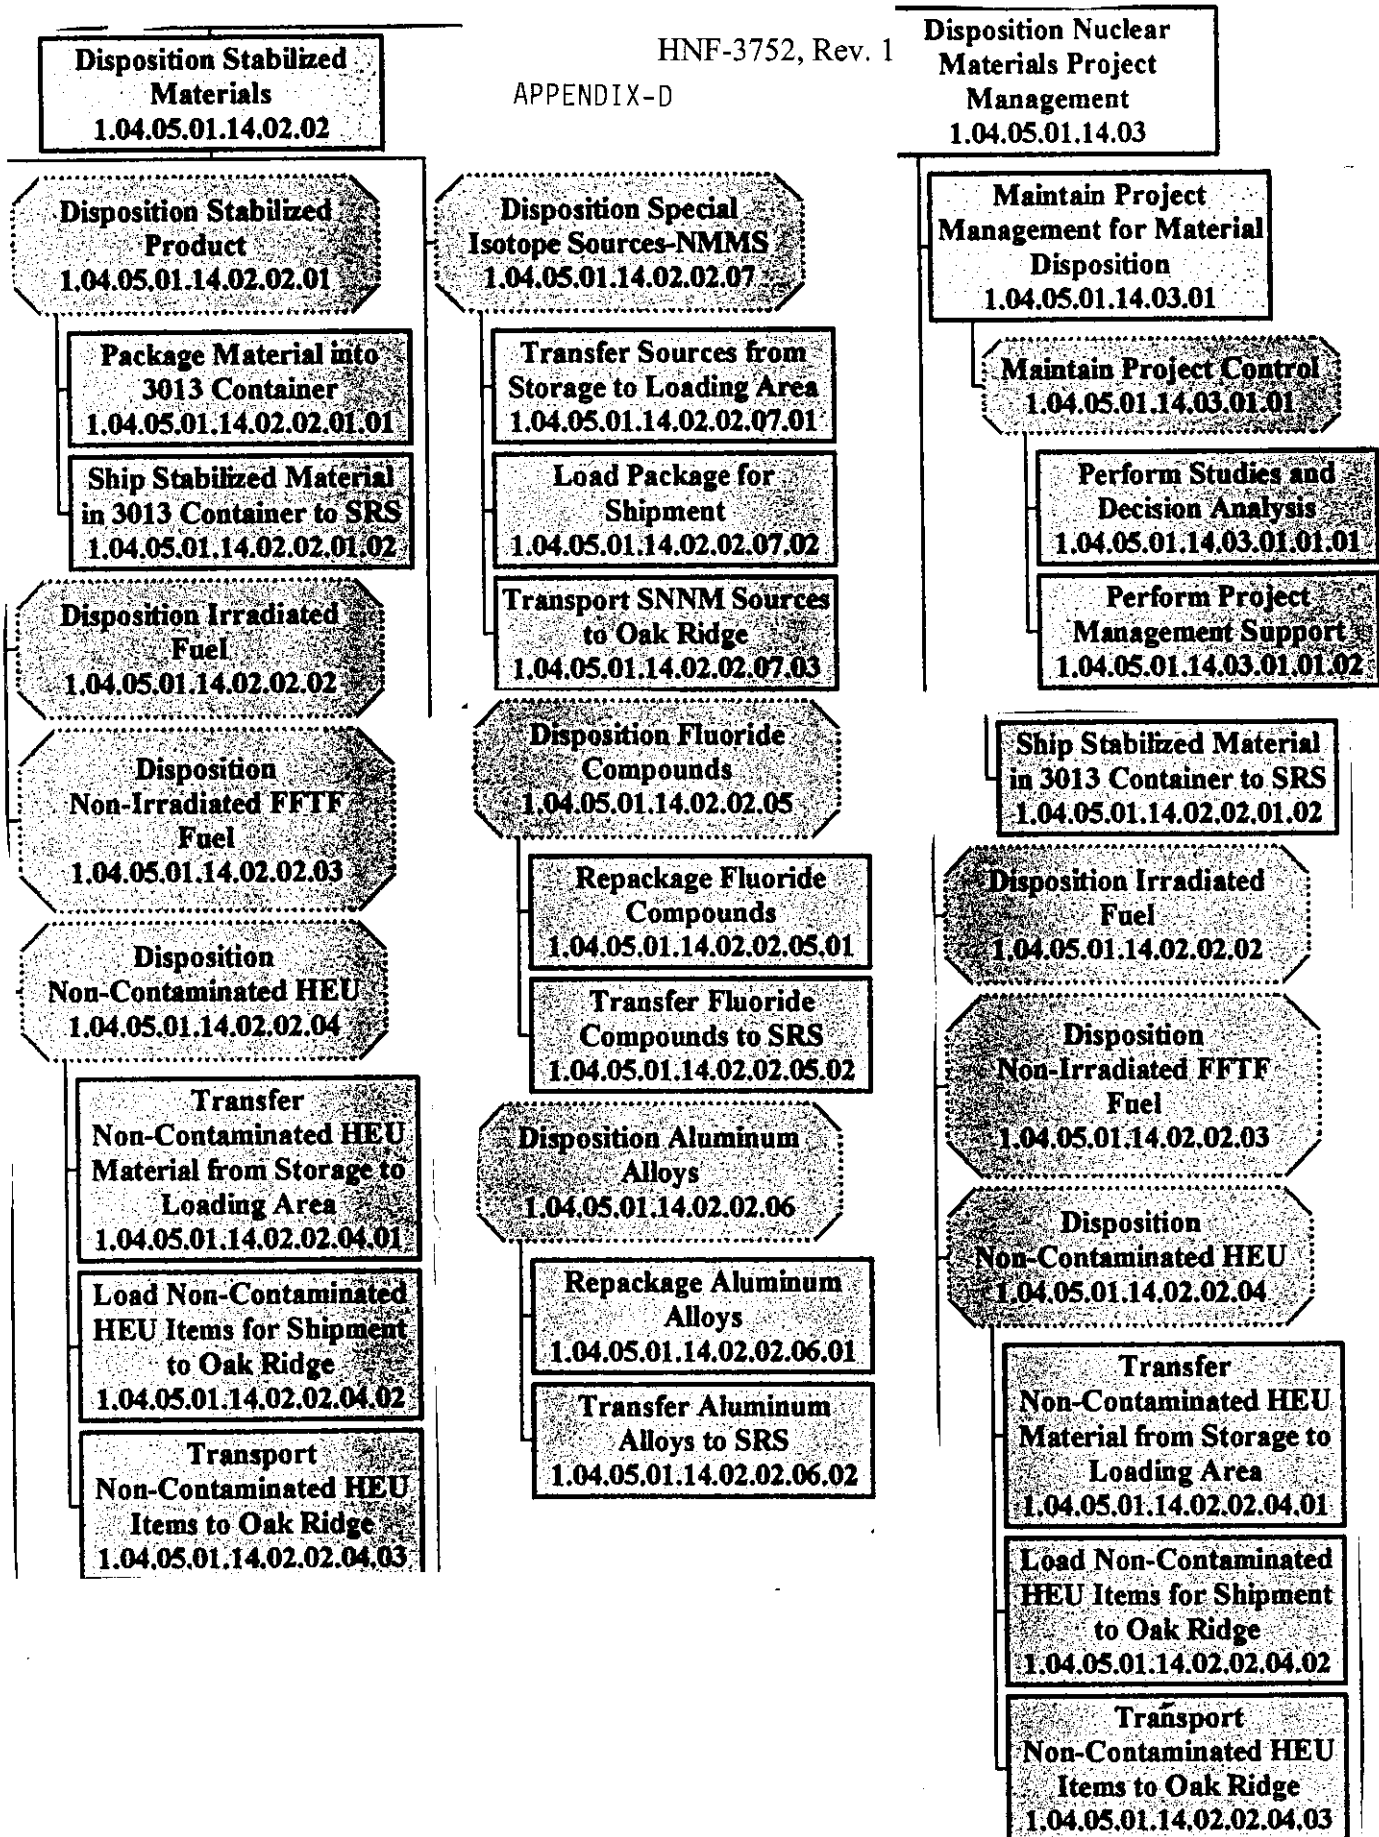 HNF-3752, Rev. 1
APPENDIX-D
Disposition Stabilized
Materials
1.04.05.01.14.02.02
Disposition Stabilized
Product
1.04.05.01.14.02.02.01
Package Material into
3013 Container
1.04.05.01.14.02.02.01.01
Ship Stabilized Material
in 3013 Container to SRS
1.04.05.01.14.02.02.01.02
Disposition Irradiated
Fuel
1.04.05.01.14.02.02.02
Disposition
Non-Irradiated FFTF
Fuel
1.04.05.01.14.02.02.03
Disposition
Non-Contaminated HEU
1.04.05.01.14.02.02.04
Transfer
Non-Contaminated HEU
Material from Storage to
Loading Area
1.04.05.01.14.02.02.04.01
Load Non-Contaminated
HEU Items for Shipment
to Oak Ridge
1.04.05.01.14.02.02.04.02
Transport
Non-Contaminated HEU
Items to Oak Ridge
1.04.05.01.14.02.02.04.03
Disposition Special
Isotope Sources-NMMS
1.04.05.01.14.02.02.07
Transfer Sources from
Storage to Loading Area
1.04.05.01.14.02.02.07.01
Load Package for
Shipment
1.04.05.01.14.02.02.07.02
Transport SNNM Sources
to Oak Ridge
1.04.05.01.14.02.02.07.03
Disposition Fluoride
Compounds
1.04.05.01.14.02.02.05
Repackage Fluoride
Compounds
1.04.05.01.14.02.02.05.01
Transfer Fluoride
Compounds to SRS
1.04.05.01.14.02.02.05.02
Disposition Aluminum
Alloys
1.04.05.01.14.02.02.06
Repackage Aluminum
Alloys
1.04.05.01.14.02.02.06.01
Transfer Aluminum
Alloys to SRS
1.04.05.01.14.02.02.06.02
Disposition Nuclear
Materials Project
Management
1.04.05.01.14.03
Maintain Project
Management for Material
Disposition
1.04.05.01.14.03.01
Maintain Project Control
1.04.05.01.14.03.01.01
Perform Studies and
Decision Analysis
1.04.05.01.14.03.01.01.01
Perform Project
Management Support
1.04.05.01.14.03.01.01.02
Ship Stabilized Material
in 3013 Container to SRS
1.04.05.01.14.02.02.01.02
Disposition Irradiated
Fuel
1.04.05.01.14.02.02.02
Disposition
Non-Irradiated FFTF
Fuel
1.04.05.01.14.02.02.03
Disposition
Non-Contaminated HEU
1.04.05.01.14.02.02.04
Transfer
Non-Contaminated HEU
Material from Storage to
Loading Area
1.04.05.01.14.02.02.04.01
Load Non-Contaminated
HEU Items for Shipment
to Oak Ridge
1.04.05.01.14.02.02.04.02
Transport
Non-Contaminated HEU
Items to Oak Ridge
1.04.05.01.14.02.02.04.03